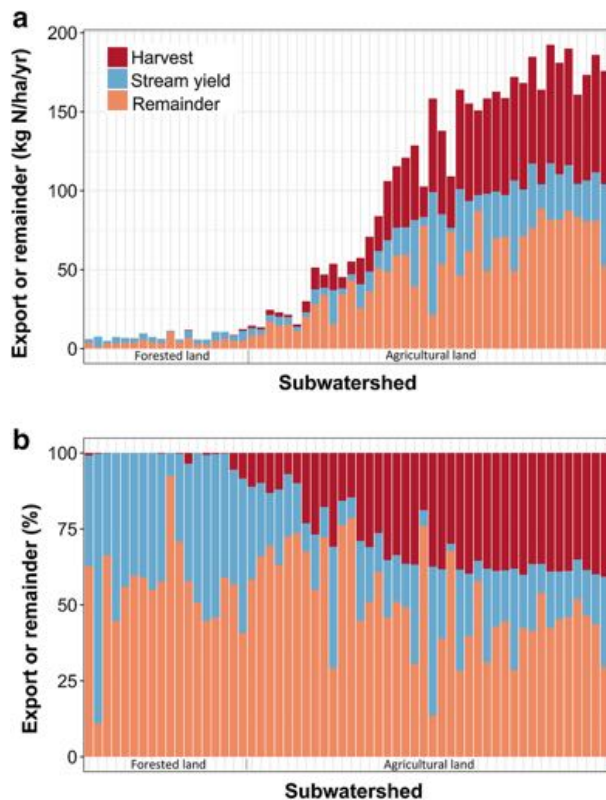 a
200
150
100
50
0
Export or remainder (kg N/ha/yr)
Harvest
Stream yield
Remainder
Forested land
Agricultural land
Subwatershed
b
100
75
50
25
0
Export or remainder (%)
Forested land
Agricultural land
Subwatershed